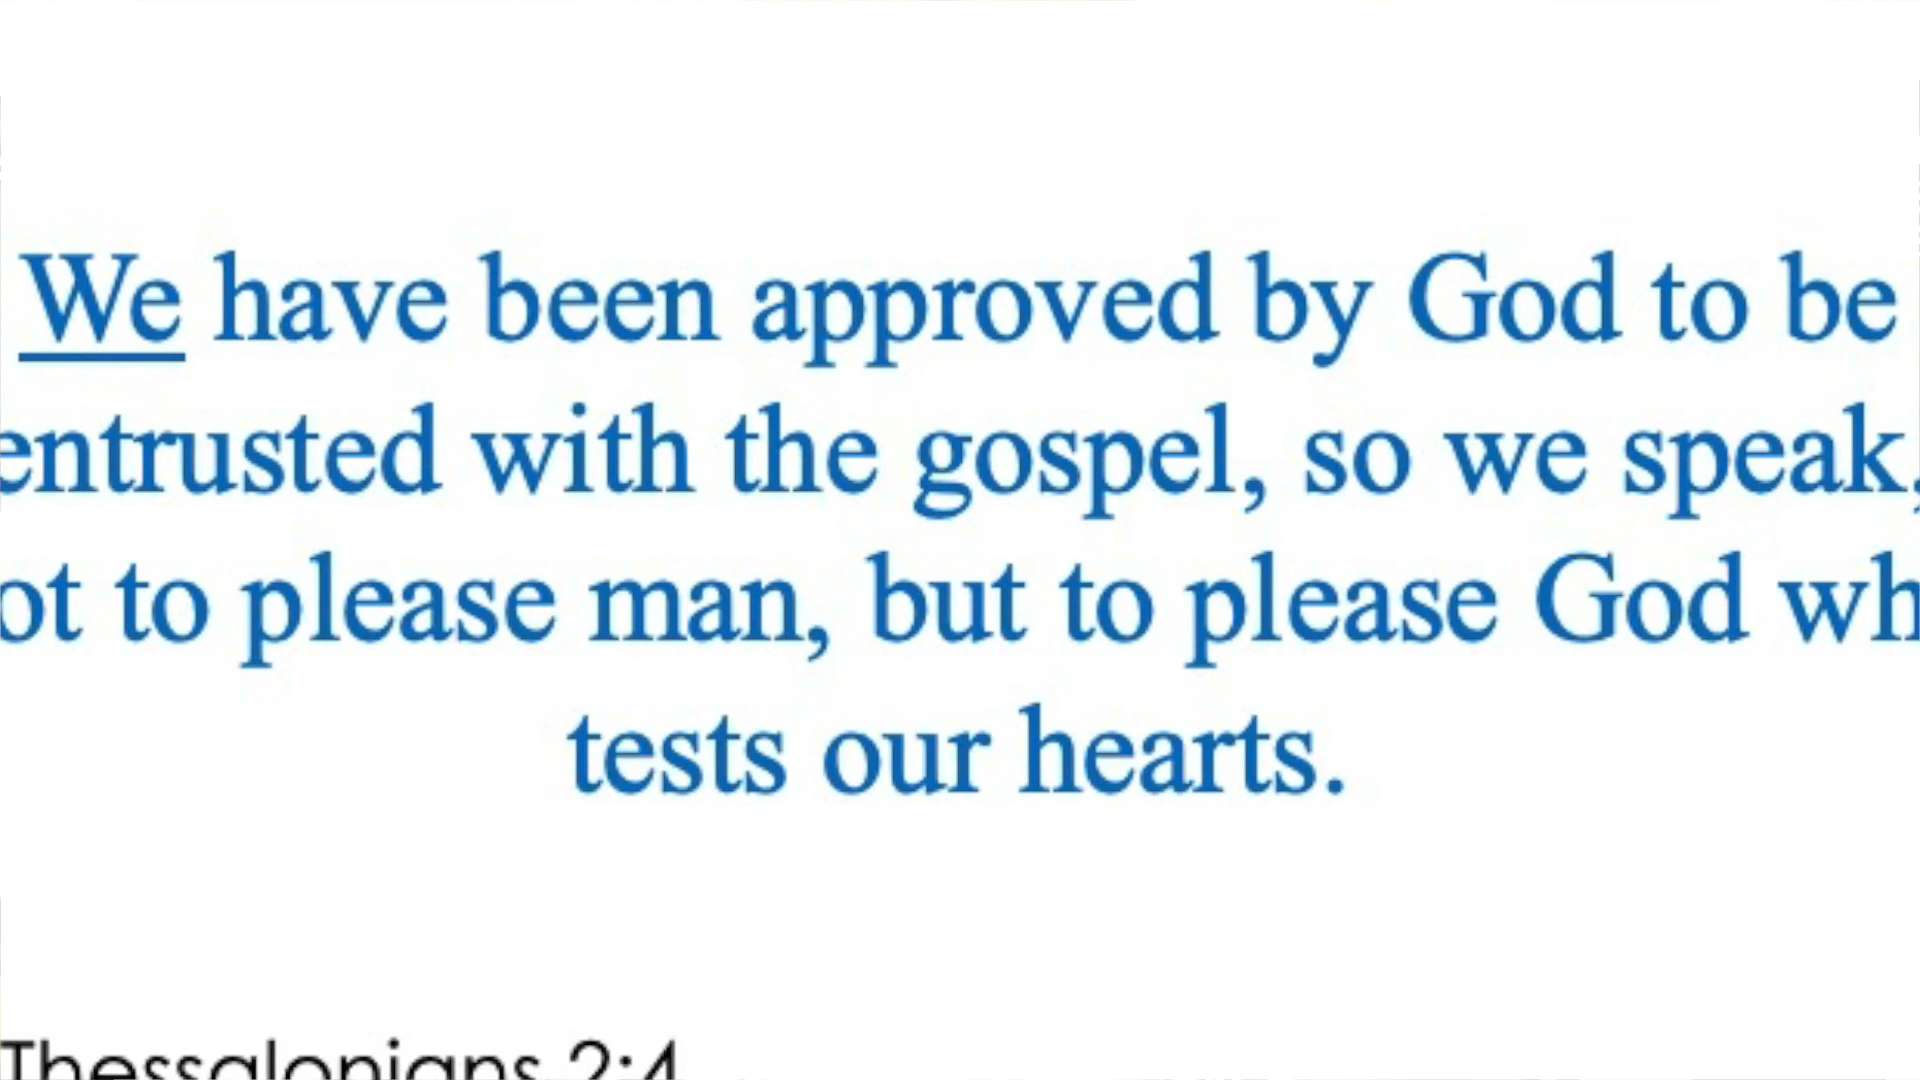 We have been approved by God to be
entrusted with the gospel, so we speak,
ot to please man, but to please God wh
tests our hearts.
Thessalonians 2:4